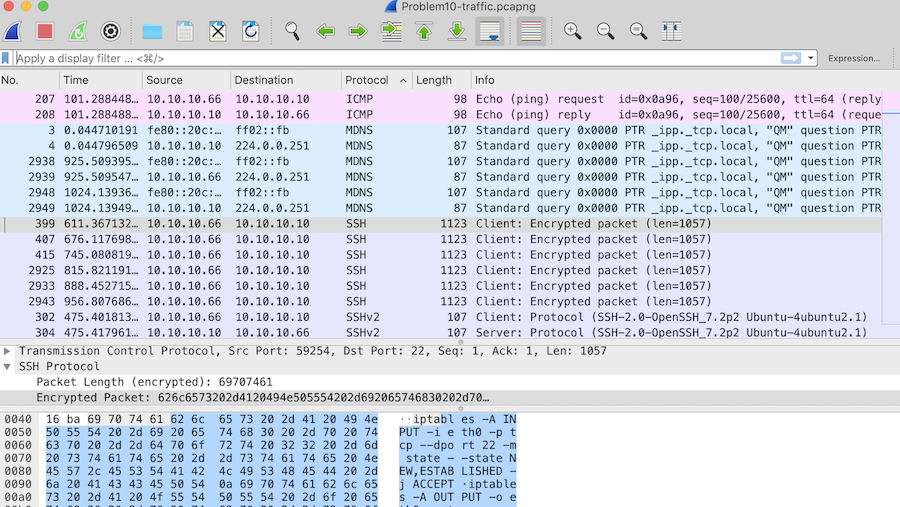 Problem10-traffic.pcapng
Apply a display filter ... <⌘/> Expression...
No. Time Source Destination Protocol Length Info
207 101.288448... 10.10.10.66 10.10.10.10 ICMP 98 Echo (ping) request id=0x0a96, seq=100/25600, ttl=64 (reply
208 101.288488... 10.10.10.10 10.10.10.66 ICMP 98 Echo (ping) reply id=0x0a96, seq=100/25600, ttl=64 (reque
3 0.044710191 fe80::20c:... ff02::fb MDNS 107 Standard query 0x0000 PTR _ipp._tcp.local, "QM" question PTR
4 0.044796509 10.10.10.10 224.0.0.251 MDNS 87 Standard query 0x0000 PTR _ipp._tcp.local, "QM" question PTR
2938 925.509395... fe80::20c:... ff02::fb MDNS 107 Standard query 0x0000 PTR _ipp._tcp.local, "QM" question PTR
2939 925.509547... 10.10.10.66 224.0.0.251 MDNS 87 Standard query 0x0000 PTR _ipp._tcp.local, "QM" question PTR
2948 1024.13936... fe80::20c:... ff02::fb MDNS 107 Standard query 0x0000 PTR _ipp._tcp.local, "QM" question PTR
2949 1024.13949... 10.10.10.10 224.0.0.251 MDNS 87 Standard query 0x0000 PTR _ipp._tcp.local, "QM" question PTR
399 611.367132... 10.10.10.66 10.10.10.10 SSH 1123 Client: Encrypted packet (len=1057)
407 676.117698... 10.10.10.66 10.10.10.10 SSH 1123 Client: Encrypted packet (len=1057)
415 745.080819... 10.10.10.66 10.10.10.10 SSH 1123 Client: Encrypted packet (len=1057)
2925 815.821191... 10.10.10.66 10.10.10.10 SSH 1123 Client: Encrypted packet (len=1057)
2933 888.452715... 10.10.10.66 10.10.10.10 SSH 1123 Client: Encrypted packet (len=1057)
2943 956.807686... 10.10.10.66 10.10.10.10 SSH 1123 Client: Encrypted packet (len=1057)
302 475.401813... 10.10.10.66 10.10.10.10 SSHv2 107 Client: Protocol (SSH-2.0-OpenSSH_7.2p2 Ubuntu-4ubuntu2.1)
304 475.417961... 10.10.10.10 10.10.10.66 SSHv2 107 Server: Protocol (SSH-2.0-OpenSSH_7.2p2 Ubuntu-4ubuntu2.1)
Transmission Control Protocol, Src Port: 59254, Dst Port: 22, Seq: 1, Ack: 1, Len: 1057
SSH Protocol
Packet Length (encrypted): 69707461
Encrypted Packet: 626c6573202d4120494e505554202d692065746830202d70...
0040 16 ba 69 70 74 61 62 6c 65 73 20 2d 41 20 49 4e ··iptables -A IN
0050 50 55 54 20 2d 69 20 65 74 68 30 20 2d 70 20 74 PUT -i eth0 -p t
0060 63 70 20 2d 2d 64 70 6f 72 74 20 32 32 20 2d 6d cp --dport 22 -m
0070 20 73 74 61 74 65 20 2d 2d 73 74 61 74 65 20 4e state --state N
0080 45 57 2c 45 53 54 41 42 4c 49 53 48 45 44 20 2d EW,ESTABLISHED -
0090 6a 20 41 43 43 45 50 54 0a 69 70 74 61 62 6c 65 j ACCEPT ·iptable
00a0 73 20 2d 41 20 4f 55 54 50 55 54 20 2d 6f 20 65 s -A OUTPUT -o e